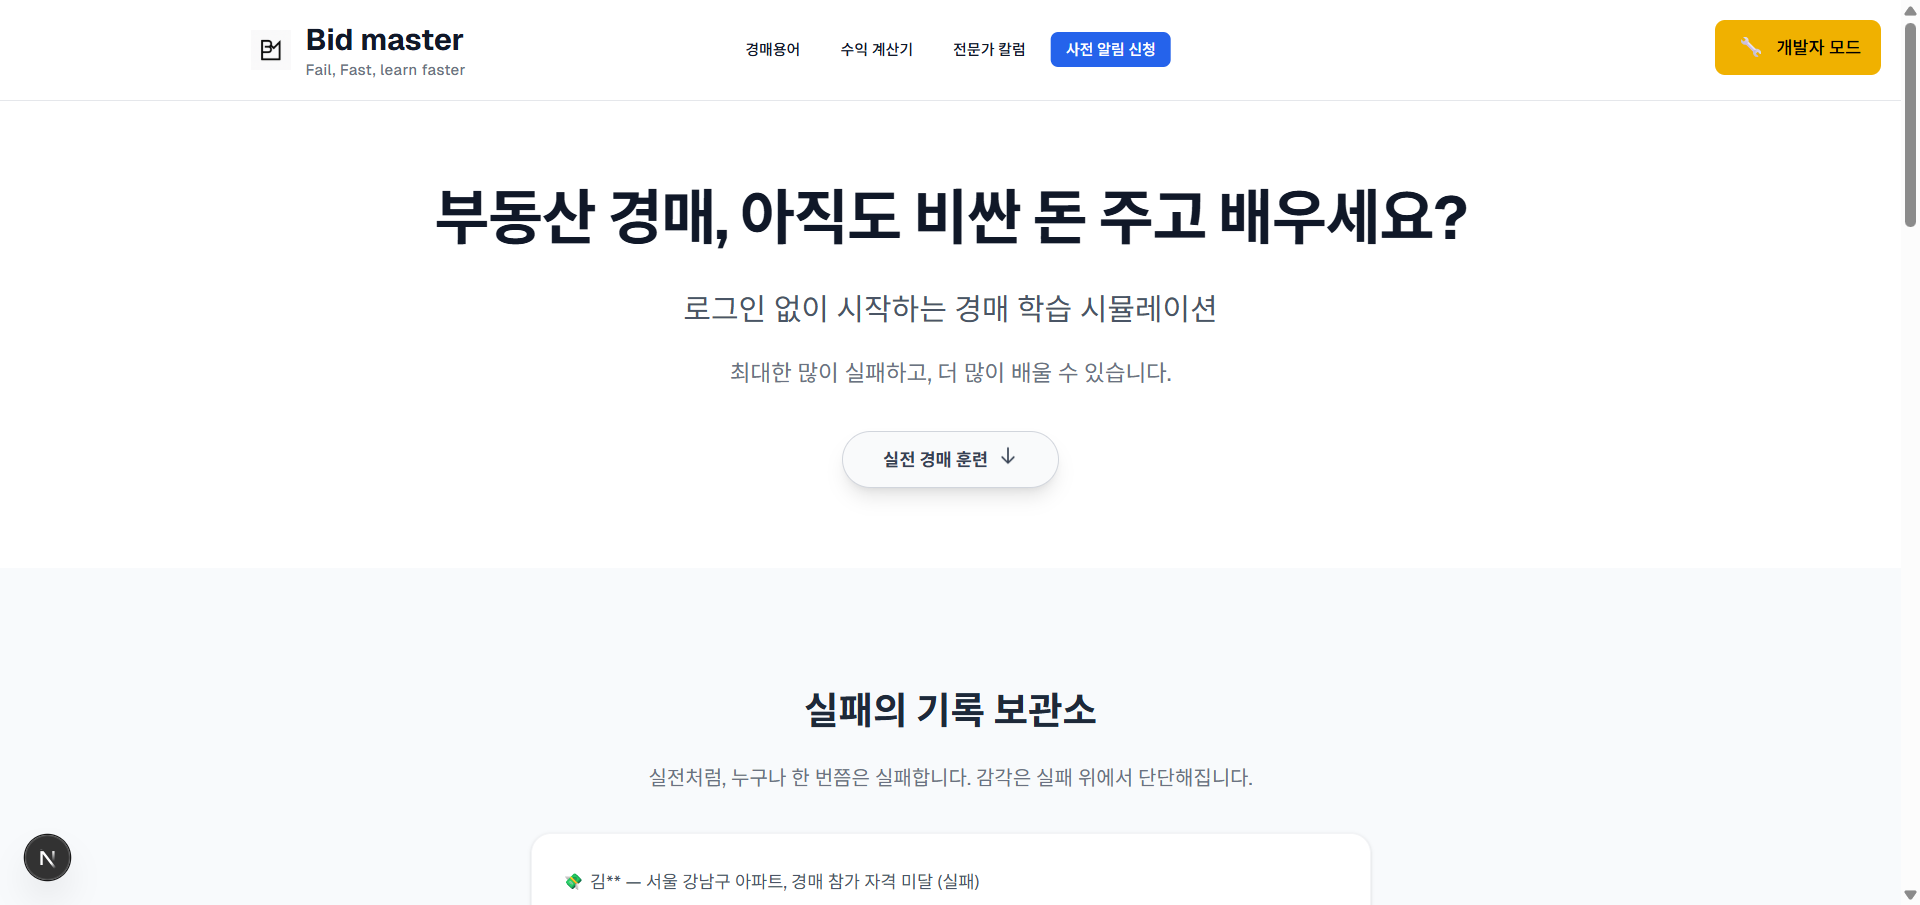 Bid master
Fail, Fast, learn faster
경매용어
수익 계산기
전문가 칼럼
사전 알림 신청
개발자 모드
부동산 경매, 아직도 비싼 돈 주고 배우세요?
로그인 없이 시작하는 경매 학습 시뮬레이션
최대한 많이 실패하고, 더 많이 배울 수 있습니다.
실전 경매 훈련 ↓
실패의 기록 보관소
실전처럼, 누구나 한 번쯤은 실패합니다. 감각은 실패 위에서 단단해집니다.
💸 김** — 서울 강남구 아파트, 경매 참가 자격 미달 (실패)
N